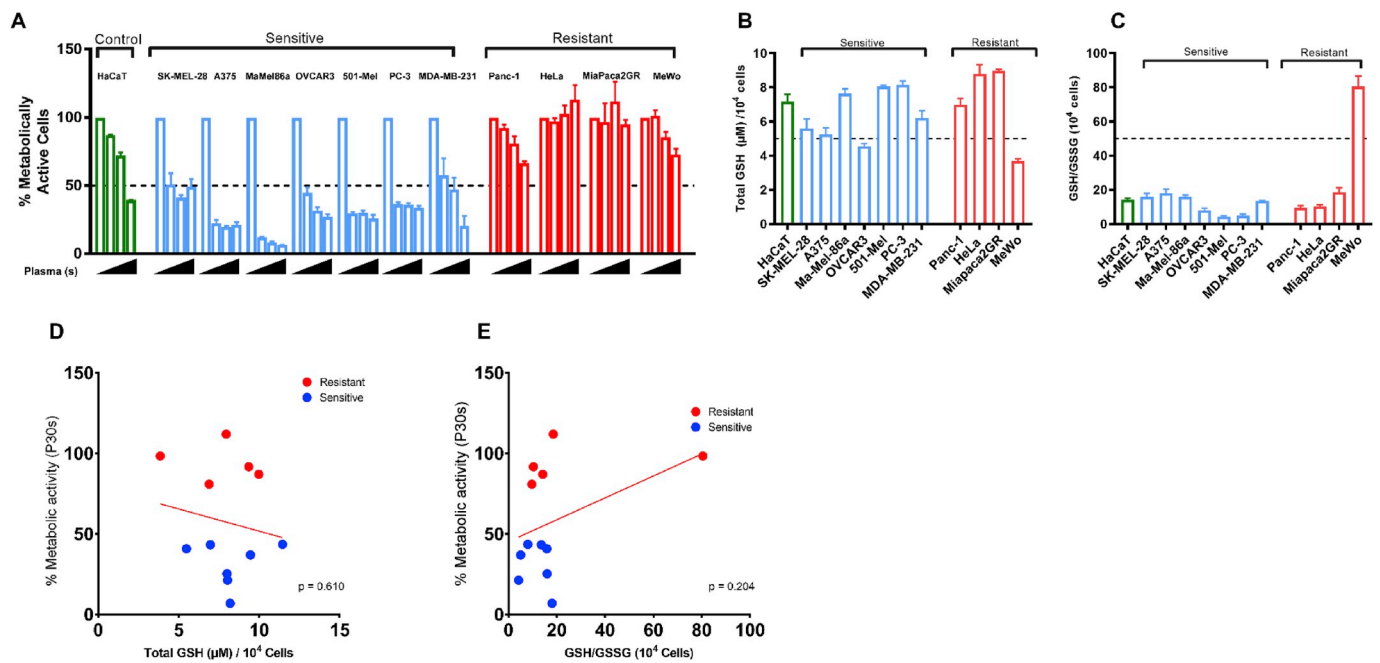 A
Control
Sensitive
Resistant
HaCaT
SK-MEL-28
A375
MaMel86a
OVCAR3
501-Mel
PC-3
MDA-MB-231
Panc-1
HeLa
MiaPaca2GR
MeWo
% Metabolically
Active Cells
150
100
50
0
Plasma (s)
B
Sensitive
Resistant
Total GSH (µM) /10⁴ cells
10
8
6
4
2
0
HaCaT
SK-MEL-28
A375
Ma-Mel-86a
OVCAR3
501-Mel
PC-3
MDA-MB-231
Panc-1
HeLa
Miapaca2GR
MeWo
C
Sensitive
Resistant
GSH/GSSG (10⁴ cells)
100
80
60
40
20
0
HaCaT
SK-MEL-28
A375
Ma-Mel-86a
OVCAR3
501-Mel
PC-3
MDA-MB-231
Panc-1
HeLa
Miapaca2GR
MeWo
D
% Metabolic activity (P30s)
150
100
50
0
Resistant
Sensitive
p = 0.610
0 5 10 15
Total GSH (µM) / 10⁴ Cells
E
% Metabolic activity (P30s)
150
100
50
0
Resistant
Sensitive
p = 0.204
0 20 40 60 80 100
GSH/GSSG (10⁴ Cells)